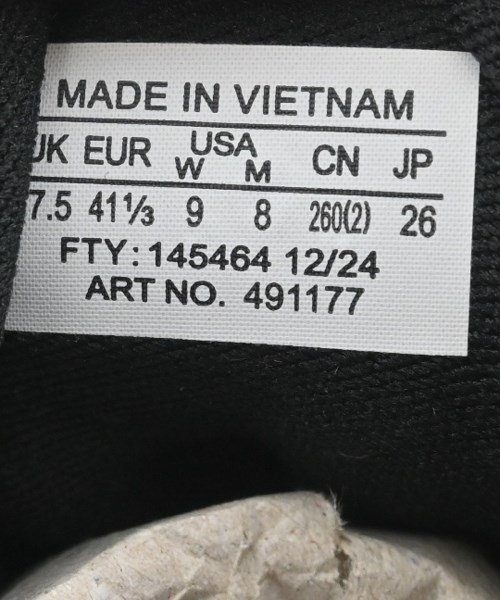 MADE IN VIETNAM
UK EUR USA CN JP
W M
7.5 41⅓ 9 8 260(2) 26
FTY: 145464 12/24
ART NO. 491177